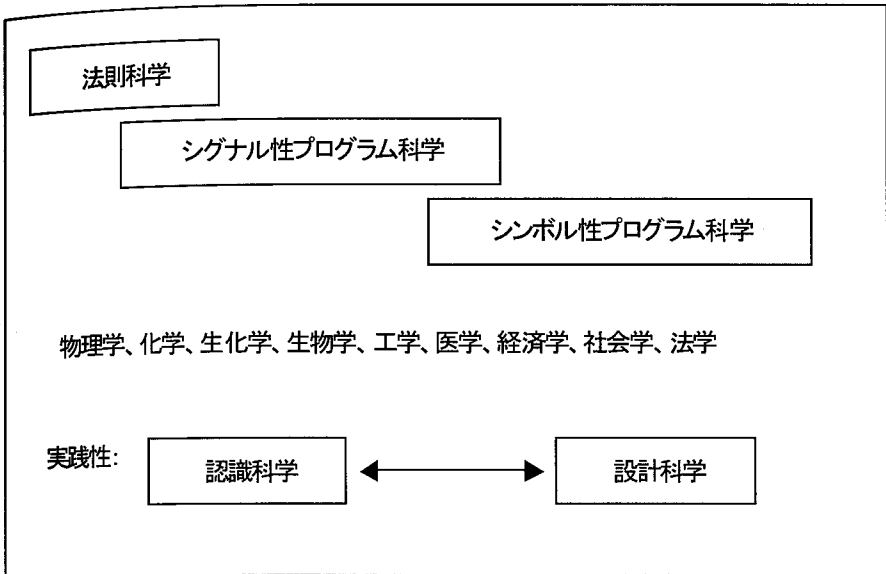 法則科学
シグナル性プログラム科学
シンボル性プログラム科学
物理学、化学、生化学、生物学、工学、医学、経済学、社会学、法学
実践性:
認識科学
設計科学